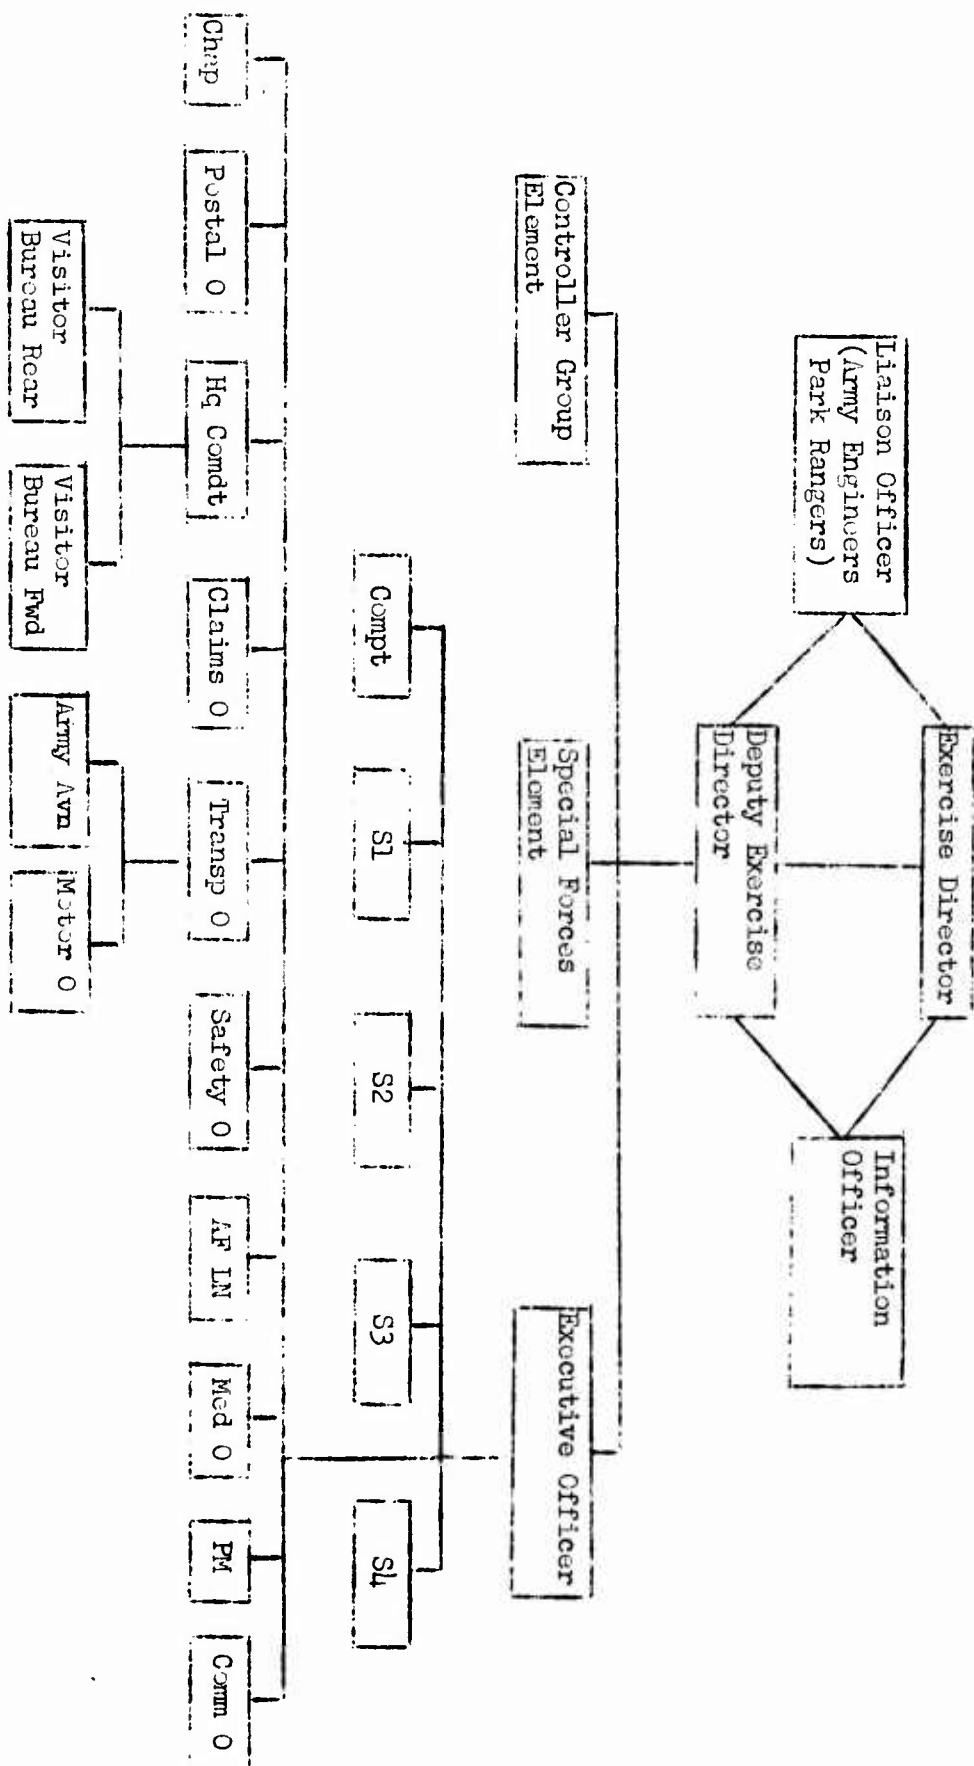 Exercise Director
Liaison Officer
(Army Engineers
Park Rangers)
Information
Officer
Deputy Exercise
Director
Controller Group
Element
Special Forces
Element
Executive Officer
Compt
S1
S2
S3
S4
Chap
Postal O
Hq Comdt
Claims O
Transp O
Safety O
AF LN
Med O
PM
Comm O
Visitor
Bureau Rear
Visitor
Bureau Fwd
Army Avn
Motor O